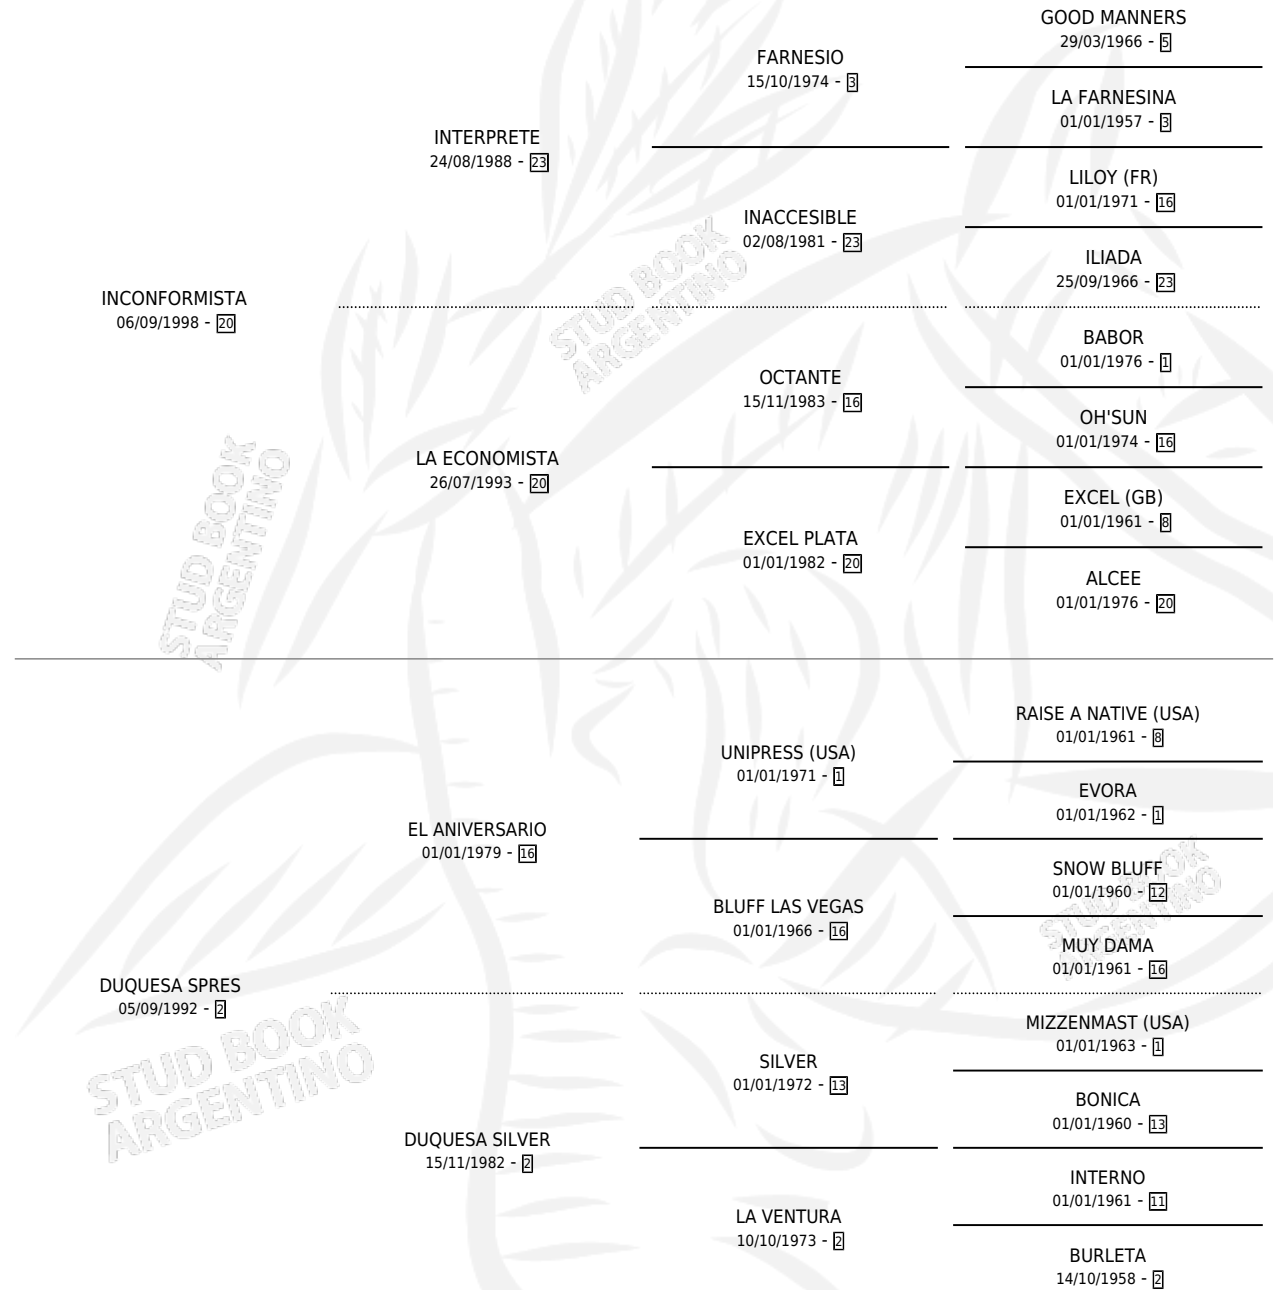 GOOD MANNERS
29/03/1966 - 5
FARNESIO
15/10/1974 - 3
LA FARNESINA
01/01/1957 - 3
INTERPRETE
24/08/1988 - 23
LILOY (FR)
01/01/1971 - 16
INACCESIBLE
02/08/1981 - 23
ILIADA
25/09/1966 - 23
INCONFORMISTA
06/09/1998 - 20
BABOR
01/01/1976 - 1
OCTANTE
15/11/1983 - 16
OH'SUN
01/01/1974 - 16
LA ECONOMISTA
26/07/1993 - 20
EXCEL (GB)
01/01/1961 - 8
EXCEL PLATA
01/01/1982 - 20
ALCEE
01/01/1976 - 20
STUD BOOK
ARGENTINO
STUD BOOK
ARGENTINO
RAISE A NATIVE (USA)
01/01/1961 - 8
UNIPRESS (USA)
01/01/1971 - 1
EVORA
01/01/1962 - 1
EL ANIVERSARIO
01/01/1979 - 16
SNOW BLUFF
01/01/1960 - 12
BLUFF LAS VEGAS
01/01/1966 - 16
MUY DAMA
01/01/1961 - 16
STUD BOOK
ARGENTINO
DUQUESA SPRES
05/09/1992 - 2
MIZZENMAST (USA)
01/01/1963 - 1
SILVER
01/01/1972 - 13
BONICA
01/01/1960 - 13
STUD BOOK
ARGENTINO
DUQUESA SILVER
15/11/1982 - 2
INTERNO
01/01/1961 - 11
LA VENTURA
10/10/1973 - 2
BURLETA
14/10/1958 - 2